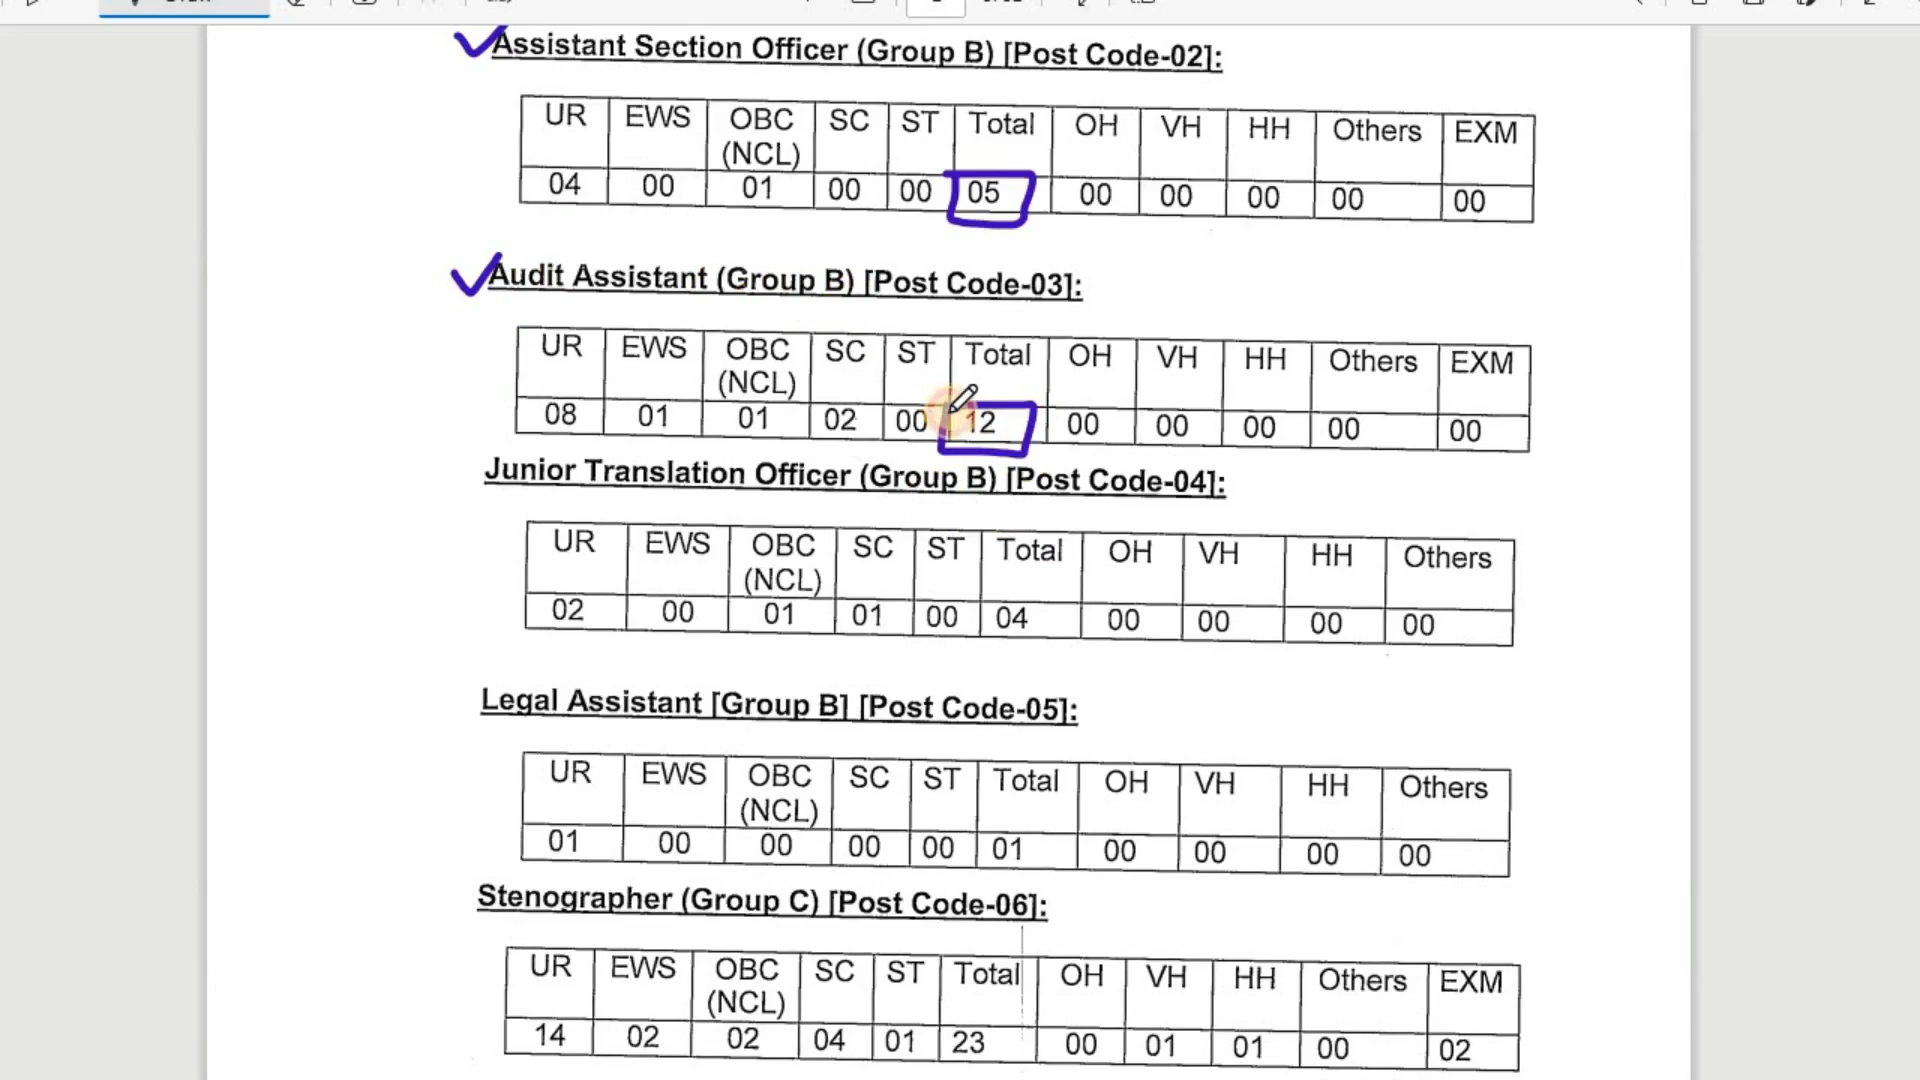 Assistant Section Officer (Group B) [Post Code-02]:
UR EWS OBC (NCL) SC ST Total OH VH HH Others EXM
04 00 01 00 00 05 00 00 00 00 00
Audit Assistant (Group B) [Post Code-03]:
UR EWS OBC (NCL) SC ST Total OH VH HH Others EXM
08 01 01 02 00 12 00 00 00 00 00
Junior Translation Officer (Group B) [Post Code-04]:
UR EWS OBC (NCL) SC ST Total OH VH HH Others
02 00 01 01 00 04 00 00 00 00
Legal Assistant [Group B] [Post Code-05]:
UR EWS OBC (NCL) SC ST Total OH VH HH Others
01 00 00 00 00 01 00 00 00 00
Stenographer (Group C) [Post Code-06]:
UR EWS OBC (NCL) SC ST Total OH VH HH Others EXM
14 02 02 04 01 23 00 01 01 00 02